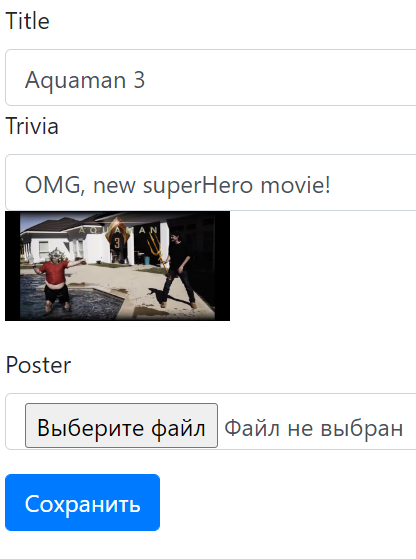 Title
Aquaman 3
Trivia
OMG, new superHero movie!
AQUAMAN
3
Poster
Выберите файл Файл не выбран
Сохранить